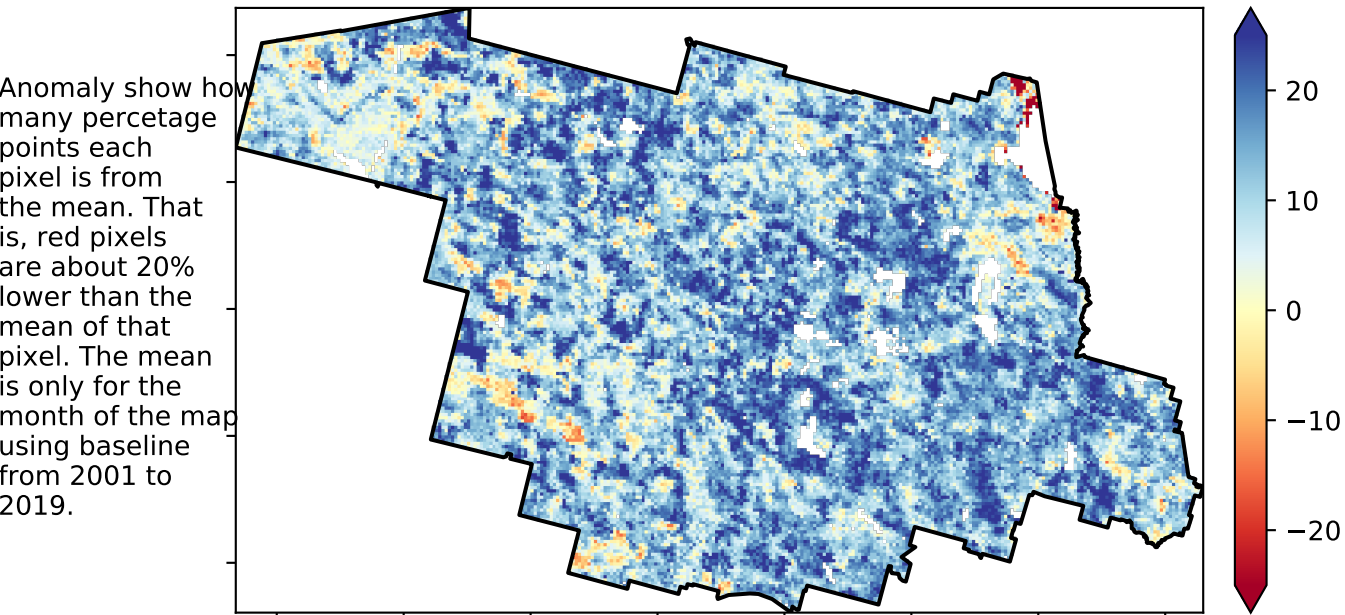 Anomaly show how
many percetage
points each
pixel is from
the mean. That
is, red pixels
are about 20%
lower than the
mean of that
pixel. The mean
is only for the
month of the map
using baseline
from 2001 to
2019.
20
10
0
−10
−20